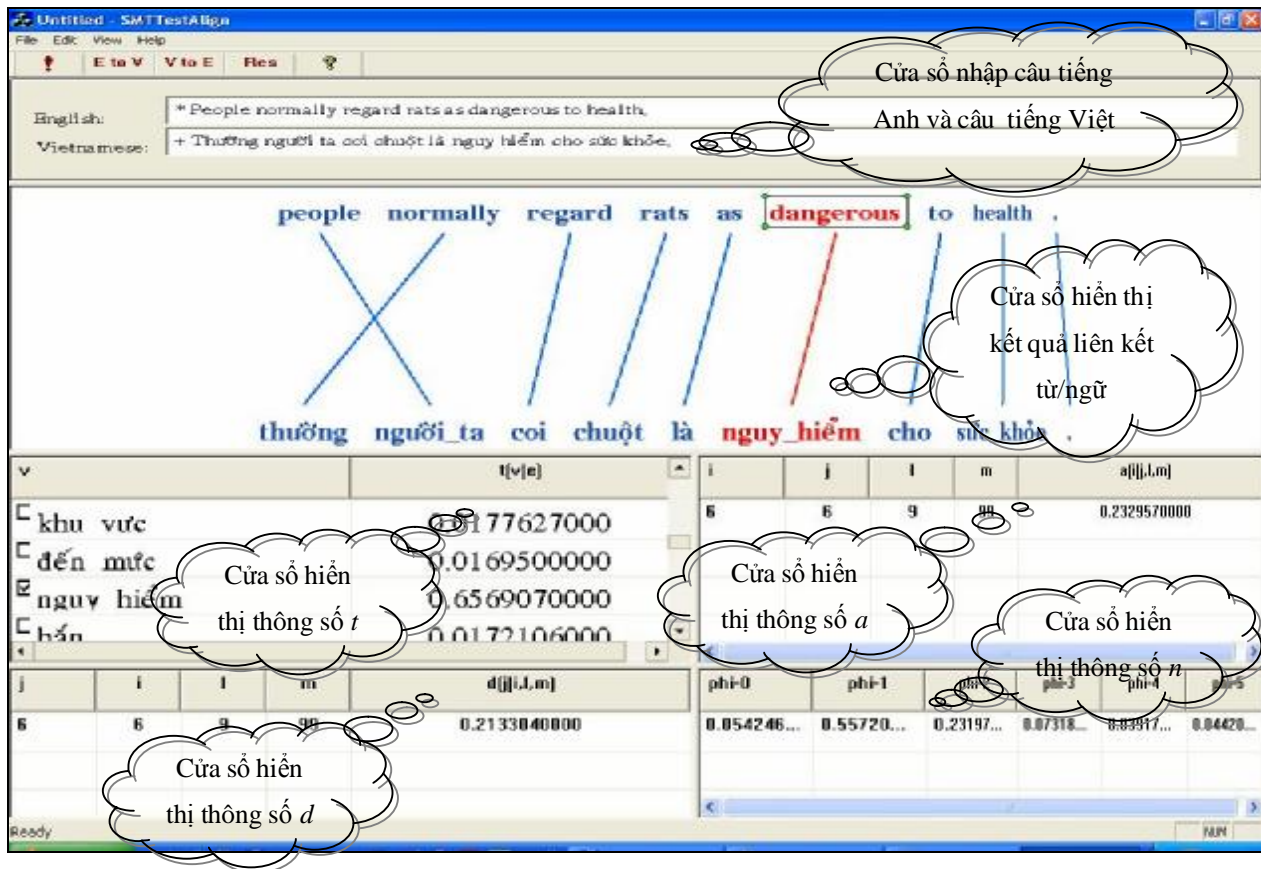 Untitled - SMTTestAlign
File Edit View Help
E to V V to E Res
English: * People normally regard rats as dangerous to health,
Vietnamese: + Thường người ta coi chuột là nguy hiểm cho sức khỏe,
Cửa sổ nhập câu tiếng
Anh và câu tiếng Việt
people normally regard rats as dangerous to health .
Cửa sổ hiển thị
kết quả liên kết
từ/ngữ
thường người_ta coi chuột là nguy_hiểm cho sức khỏe .
v t(v|e)
khu vưc 0.0177627000
đến mức 0.0169500000
nguy hiểm 0.6569070000
hẳn 0.0172106000
Cửa sổ hiển
thị thông số t
i j l m a(i|j,l,m)
6 6 9 99 0.2329570000
Cửa sổ hiển
thị thông số a
Cửa sổ hiển
thị thông số n
j i l m d(j|i,l,m)
6 6 9 99 0.2133040000
Cửa sổ hiển
thị thông số d
phi-0 phi-1 phi-2 phi-3 phi-4 phi-5
0.054246... 0.55720... 0.23197... 0.07318... 0.04420...
Ready
NUM